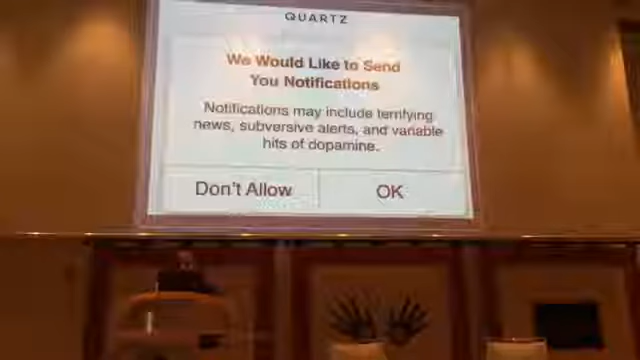 QUARTZ
We Would Like to Send
You Notifications
Notifications may include terrifying
news, subversive alerts, and variable
hits of dopamine.
Don't Allow
OK